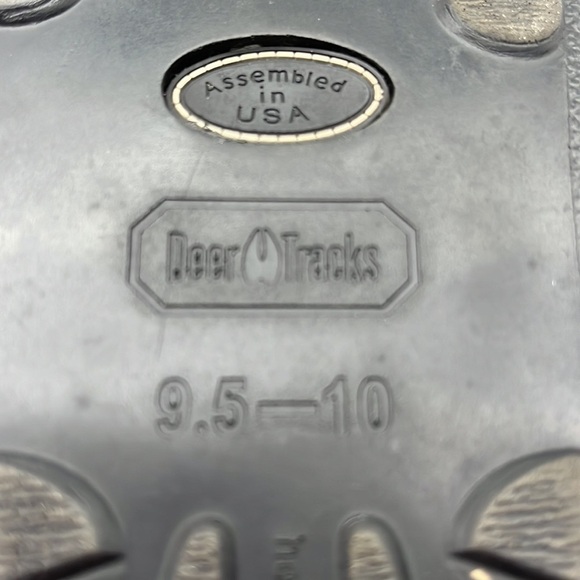 Assembled
in
USA
Deer Tracks
9.5—10